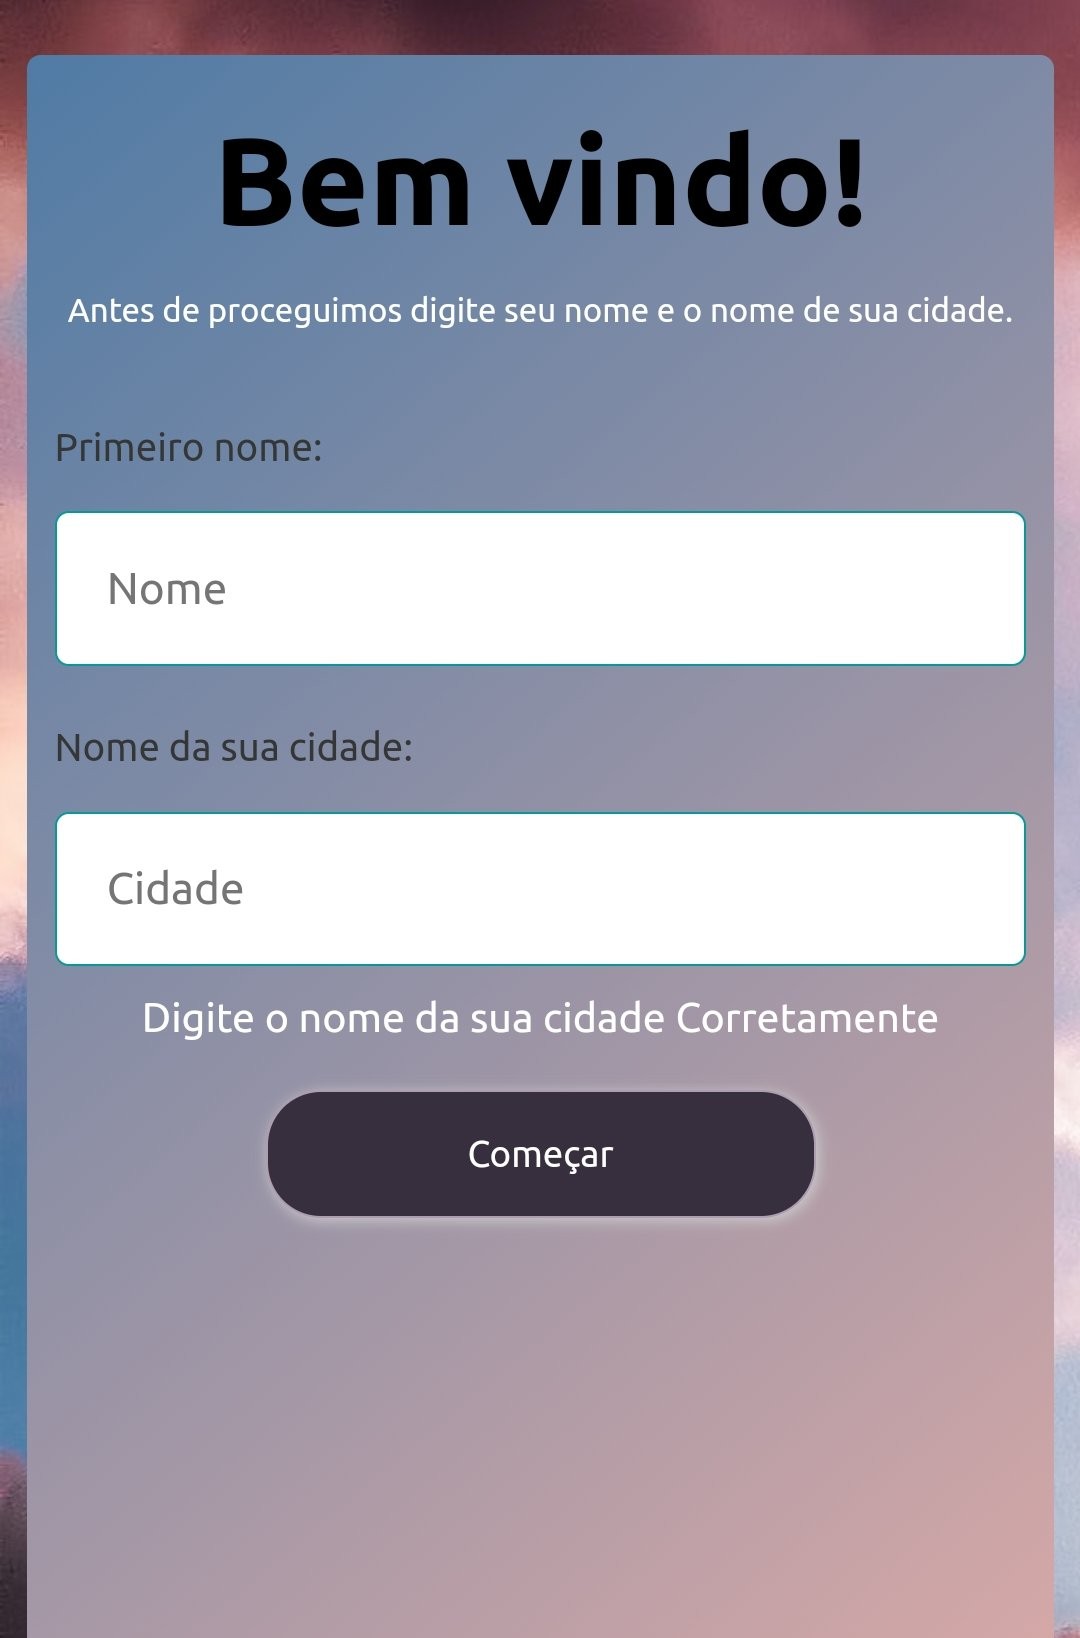 Bem vindo!
Antes de proceguimos digite seu nome e o nome de sua cidade.
Primeiro nome:
Nome
Nome da sua cidade:
Cidade
Digite o nome da sua cidade Corretamente
Começar